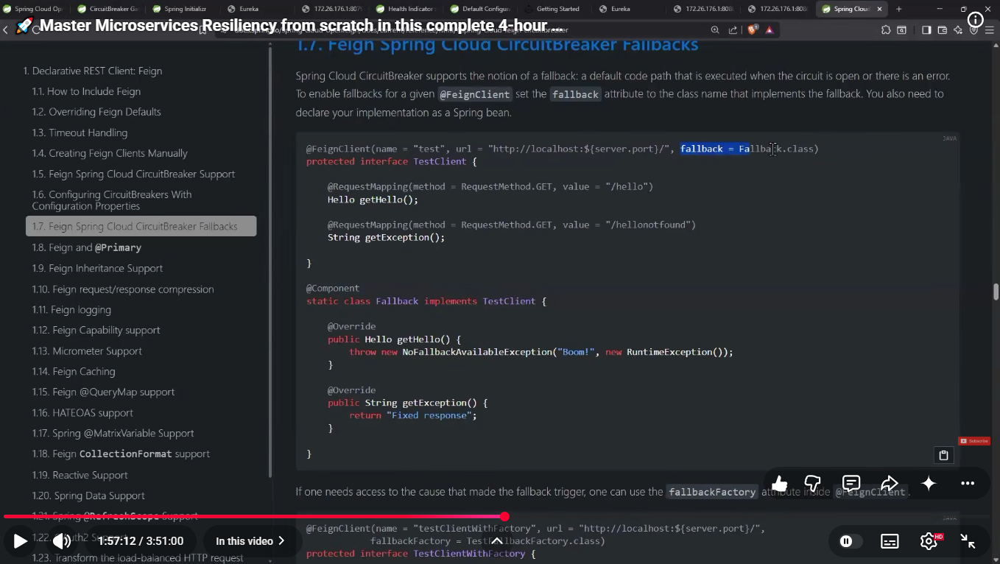 Spring Cloud Op
CircuitBreaker Ga
Spring Initializr
Eureka
172.26.176.1:807
Health Indicator
Default Configur
Getting Started
Eureka
172.26.176.1:808
172.26.176.1:808
Spring Cloud
🚀 Master Microservices Resiliency from scratch in this complete 4-hour ...
1.7. Feign Spring Cloud CircuitBreaker Fallbacks
1. Declarative REST Client: Feign
1.1. How to Include Feign
1.2. Overriding Feign Defaults
1.3. Timeout Handling
1.4. Creating Feign Clients Manually
1.5. Feign Spring Cloud CircuitBreaker Support
1.6. Configuring CircuitBreakers With
Configuration Properties
1.7. Feign Spring Cloud CircuitBreaker Fallbacks
1.8. Feign and @Primary
1.9. Feign Inheritance Support
1.10. Feign request/response compression
1.11. Feign logging
1.12. Feign Capability support
1.13. Micrometer Support
1.14. Feign Caching
1.15. Feign @QueryMap support
1.16. HATEOAS support
1.17. Spring @MatrixVariable Support
1.18. Feign CollectionFormat support
1.19. Reactive Support
1.20. Spring Data Support
1.21. Spring @RefreshScope Support
1.22. OAuth2 Support
1.23. Transform the load-balanced HTTP request
Spring Cloud CircuitBreaker supports the notion of a fallback: a default code path that is executed when the circuit is open or there is an error.
To enable fallbacks for a given @FeignClient set the fallback attribute to the class name that implements the fallback. You also need to
declare your implementation as a Spring bean.
JAVA
@FeignClient(name = "test", url = "http://localhost:${server.port}/", fallback = Fallback.class)
protected interface TestClient {
@RequestMapping(method = RequestMethod.GET, value = "/hello")
Hello getHello();
@RequestMapping(method = RequestMethod.GET, value = "/hellonotfound")
String getException();
}
@Component
static class Fallback implements TestClient {
@Override
public Hello getHello() {
throw new NoFallbackAvailableException("Boom!", new RuntimeException());
}
@Override
public String getException() {
return "Fixed response";
}
}
Subscribe
If one needs access to the cause that made the fallback trigger, one can use the fallbackFactory attribute inside @FeignClient.
JAVA
@FeignClient(name = "testClientWithFactory", url = "http://localhost:${server.port}/",
fallbackFactory = TestFallbackFactory.class)
protected interface TestClientWithFactory {
1:57:12 / 3:51:00
In this video
HD